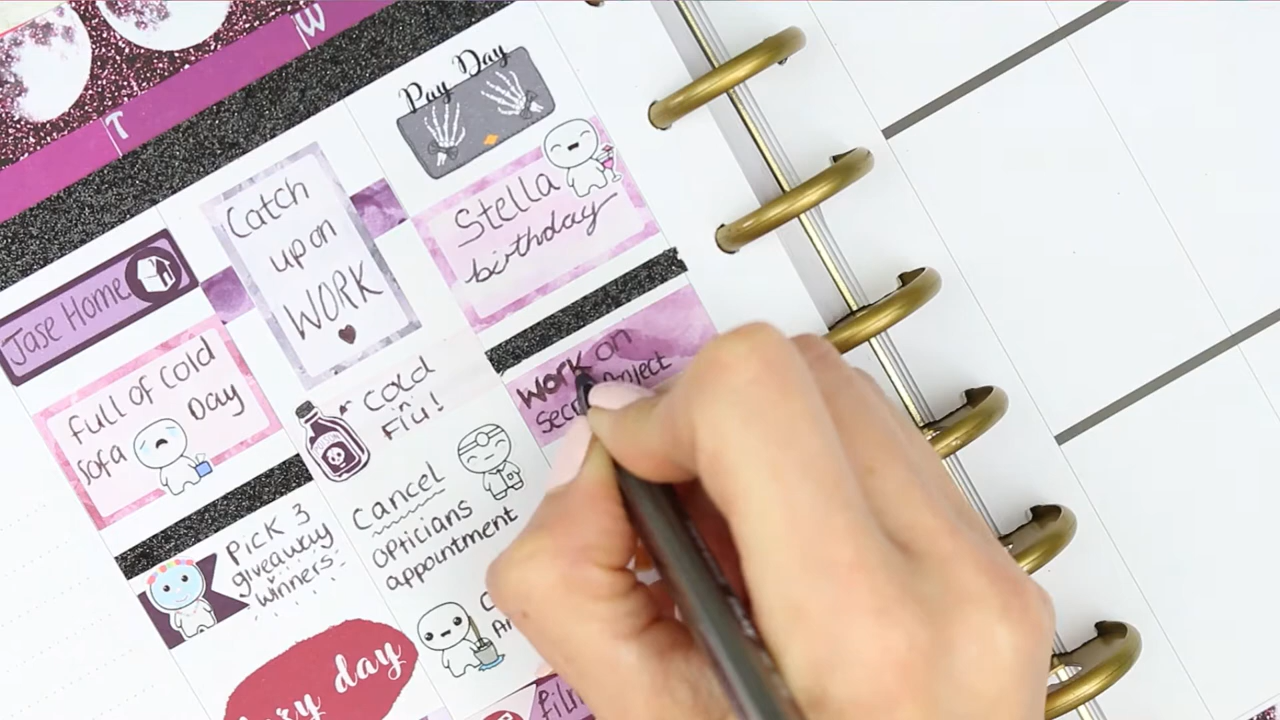 T
W
Jase Home
Full of Cold
Sofa Day
Pick 3
giveaway
winners
day
Catch
up on
WORK
Cold
n
Flu!
Cancel
opticians
appointment
Pay Day
Stella
birthday
Work on
Project